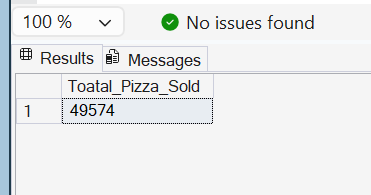 100 % No issues found
Results Messages
Toatal_Pizza_Sold
1 49574